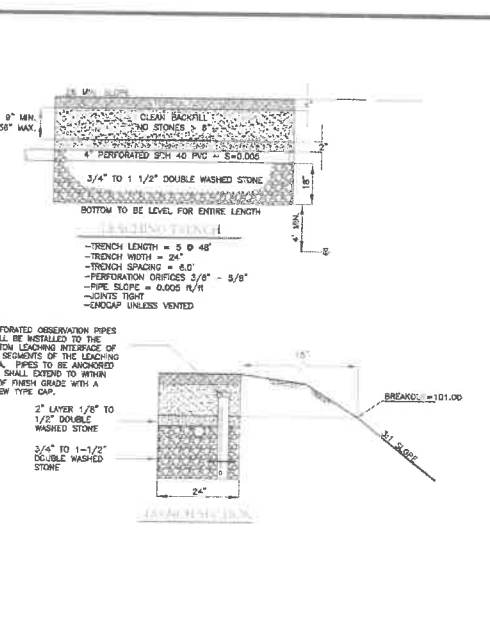 2% MIN. SLOPE
9" MIN.
56" MAX.
CLEAN BACKFILL
NO STONES > 6"
2"
4" PERFORATED SCH 40 PVC ~ S=0.005
3/4" TO 1 1/2" DOUBLE WASHED STONE
18"
BOTTOM TO BE LEVEL FOR ENTIRE LENGTH
4' MIN.
LEACHING TRENCH
-TRENCH LENGTH = 5 @ 48'
-TRENCH WIDTH = 24"
-TRENCH SPACING = 6.0'
-PERFORATION ORIFICES 3/8" - 5/8"
-PIPE SLOPE = 0.005 ft/ft
-JOINTS TIGHT
-ENDCAP UNLESS VENTED
FORATED OBSERVATION PIPES
LL BE INSTALLED TO THE
TOM LEACHING INTERFACE OF
SEGMENTS OF THE LEACHING
A. PIPES TO BE ANCHORED
SHALL EXTEND TO WITHIN
OF FINISH GRADE WITH A
EW TYPE CAP.
15'
BREAKOUT=101.00
2" LAYER 1/8" TO
1/2" DOUBLE
WASHED STONE
3:1 SLOPE
3/4" TO 1-1/2"
DOUBLE WASHED
STONE
24"